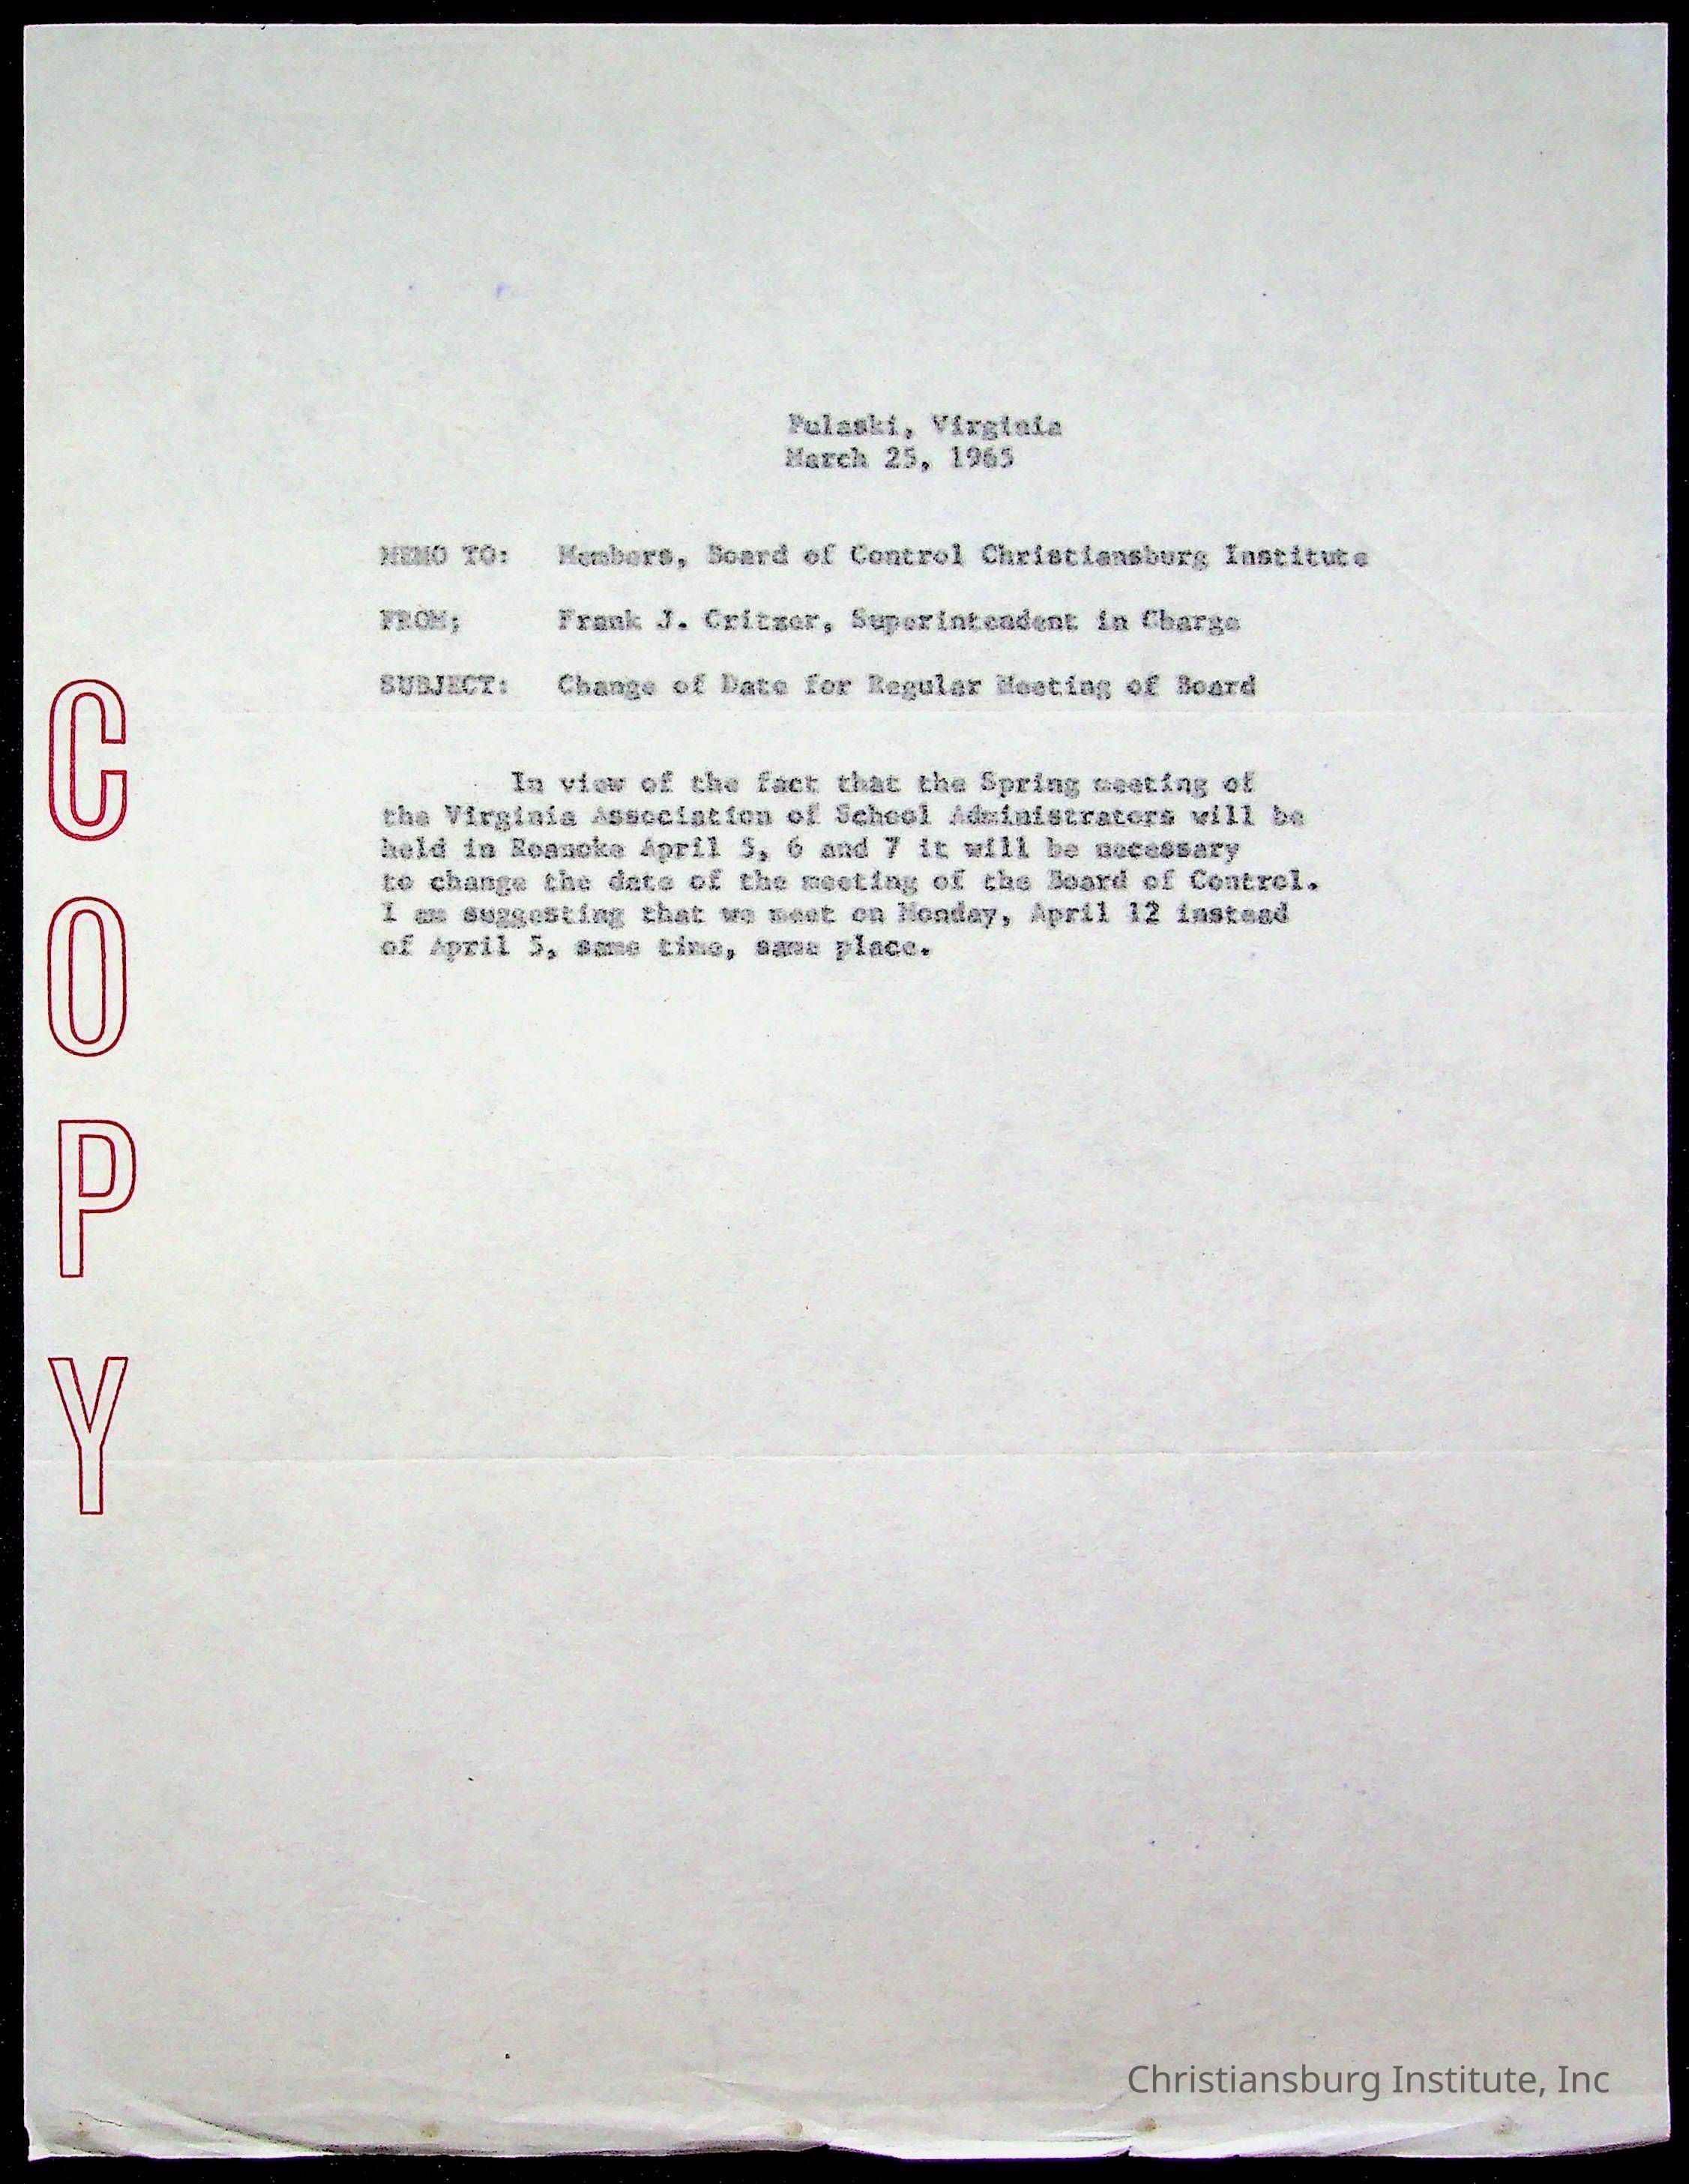 Pulaski, Virginia
March 25, 1965
MEMO TO: Members, Board of Control Christiansburg Institute
FROM; Frank J. Critzer, Superintendent in Charge
SUBJECT: Change of Date for Regular Meeting of Board
In view of the fact that the Spring meeting of
the Virginia Association of School Administrators will be
held in Roanoke April 5, 6 and 7 it will be necessary
to change the date of the meeting of the Board of Control.
I am suggesting that we meet on Monday, April 12 instead
of April 5, same time, same place.
COPY
Christiansburg Institute, Inc